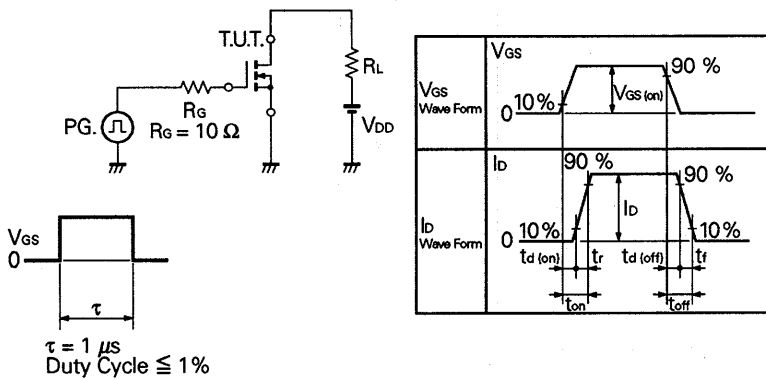 T.U.T.
RL
RG
PG.
RG = 10 Ω
VDD
VGS
0
τ
τ = 1 μs
Duty Cycle ≦ 1%
VGS
Wave Form
VGS
90 %
10%
VGS (on)
0
ID
Wave Form
ID
90 %
90 %
ID
10%
10%
0
td (on)
tr
td (off)
tf
ton
toff